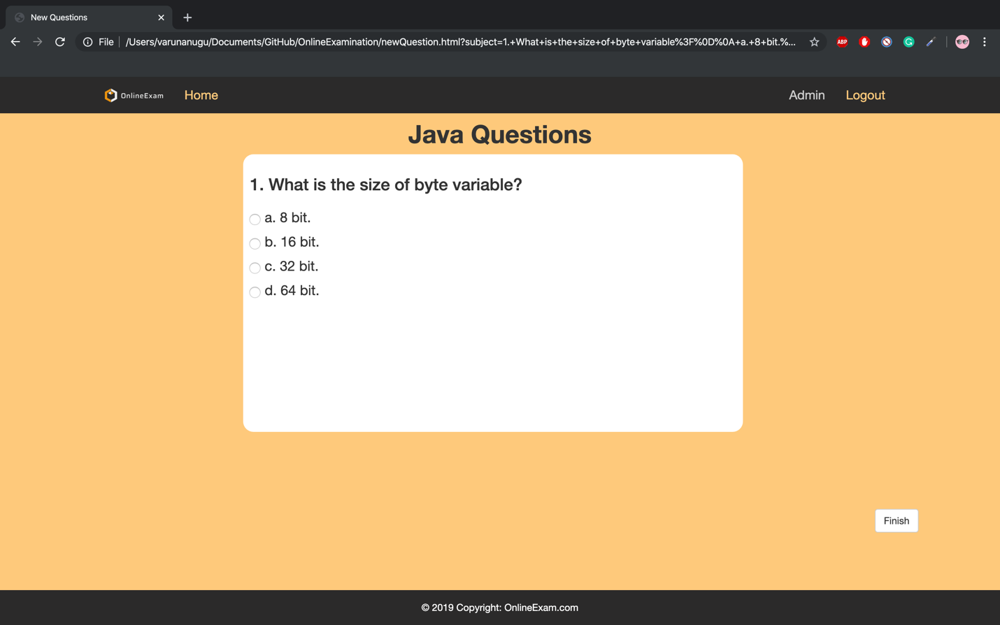 New Questions
File /Users/varunanugu/Documents/GitHub/OnlineExamination/newQuestion.html?subject=1.+What+is+the+size+of+byte+variable%3F%0D%0A+a.+8+bit.%...
ABP
OnlineExam Home Admin Logout
Java Questions
1. What is the size of byte variable?
a. 8 bit.
b. 16 bit.
c. 32 bit.
d. 64 bit.
Finish
© 2019 Copyright: OnlineExam.com